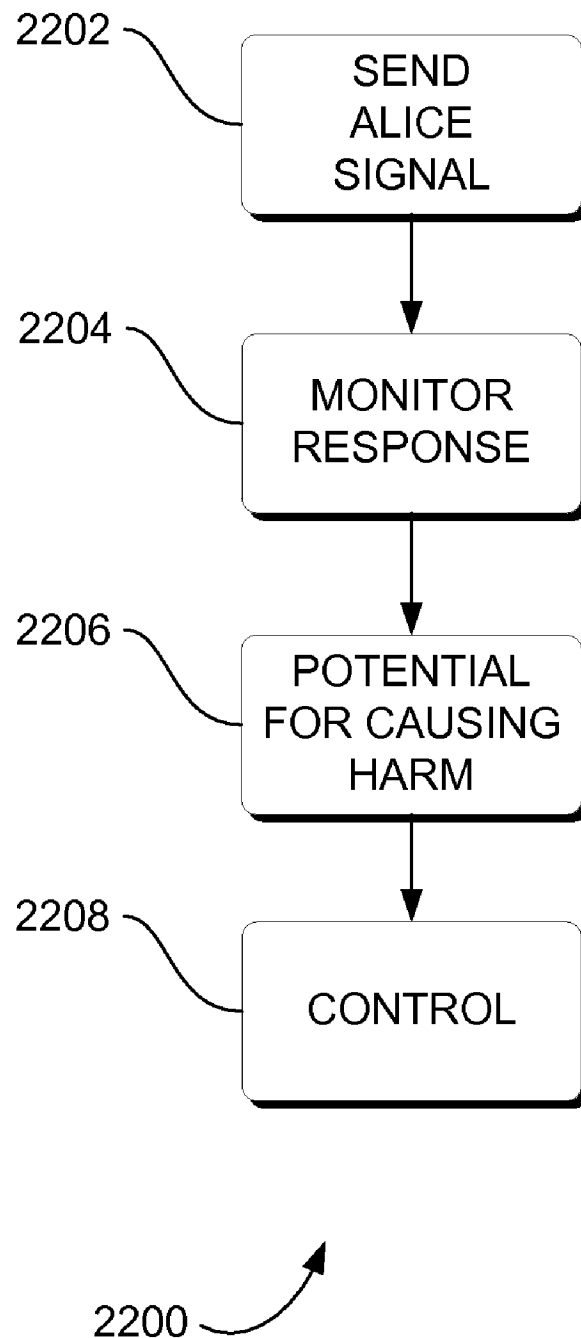 2202
SEND
ALICE
SIGNAL
2204
MONITOR
RESPONSE
2206
POTENTIAL
FOR CAUSING
HARM
2208
CONTROL
2200